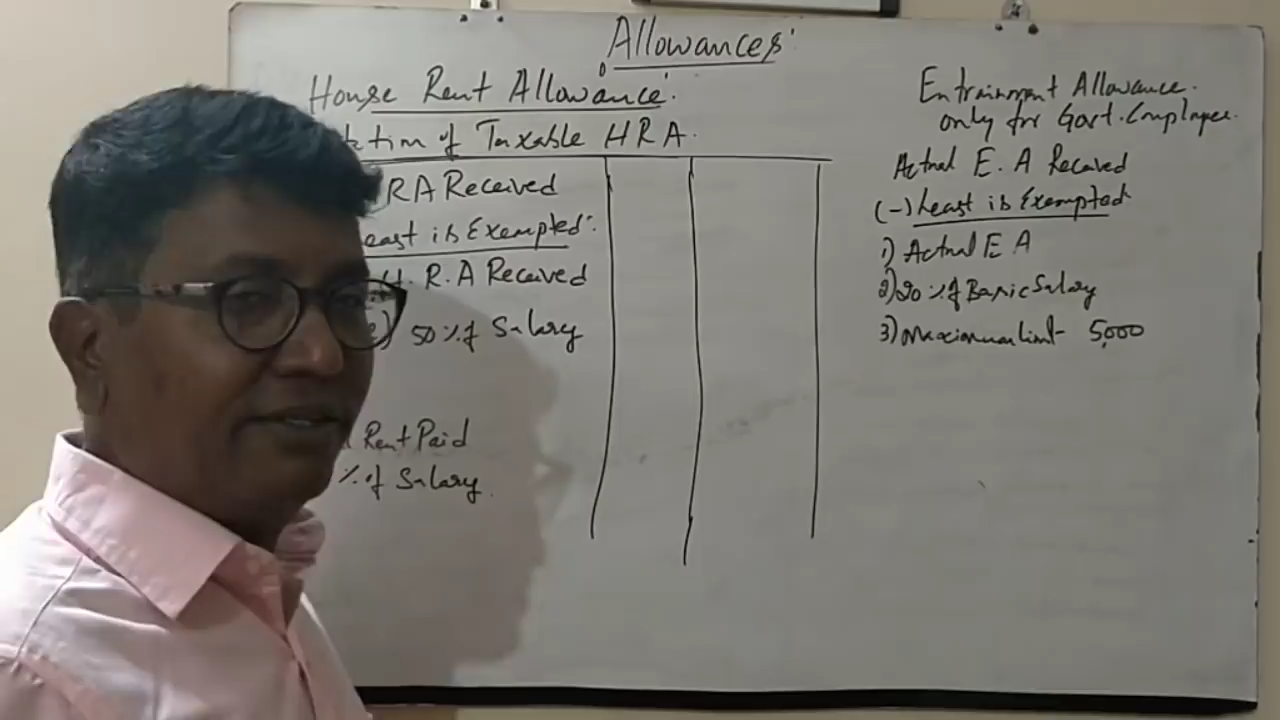 Allowances:
House Rent Allowance:
tation of Taxable HRA.
RA Received
east is Exempted:
H.R.A Received
50% of Salary
Rent Paid
% of Salary.
Entrainment Allowance.
only for Govt. Employee.
Actual E.A Received
(-) Least is Exempted
1) Actual E A
2) 20% of Basic Salary
3) Maximum limit - 5,000